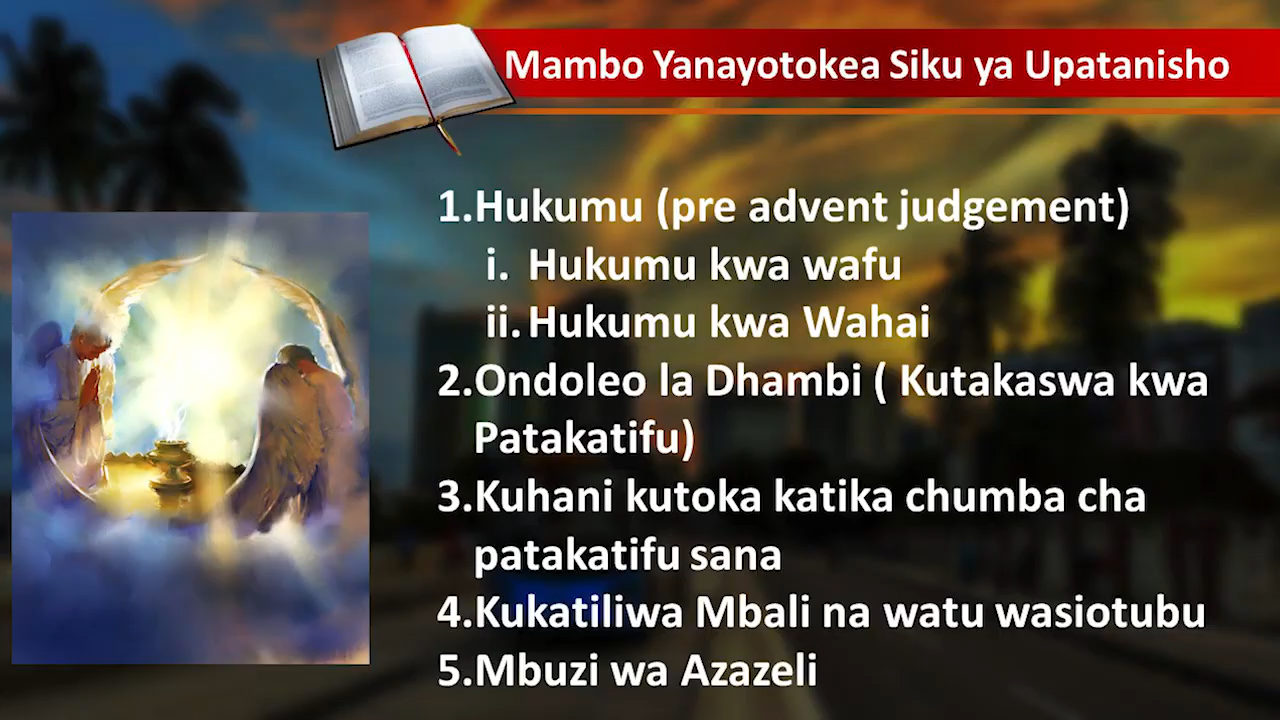 Mambo Yanayotokea Siku ya Upatanisho
1.Hukumu (pre advent judgement)
i. Hukumu kwa wafu
ii. Hukumu kwa Wahai
2.Ondoleo la Dhambi ( Kutakaswa kwa
Patakatifu)
3.Kuhani kutoka katika chumba cha
patakatifu sana
4.Kukatiliwa Mbali na watu wasiotubu
5.Mbuzi wa Azazeli